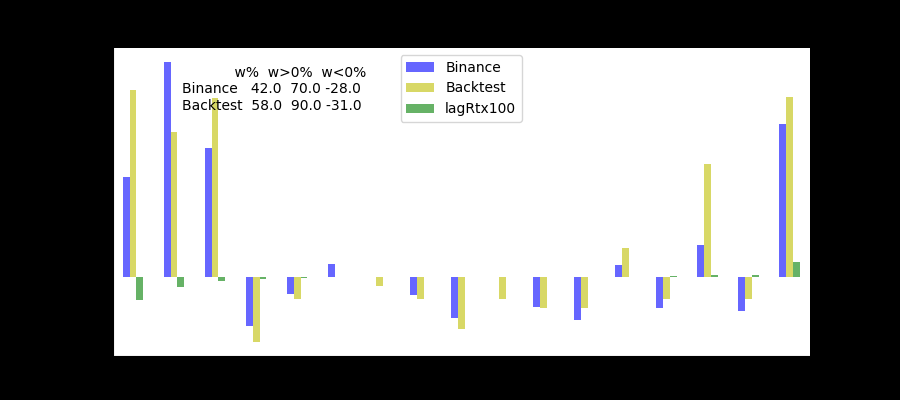 w%  w>0%  w<0%
Binance   42.0  70.0 -28.0
Backtest  58.0  90.0 -31.0
Binance
Backtest
lagRtx100